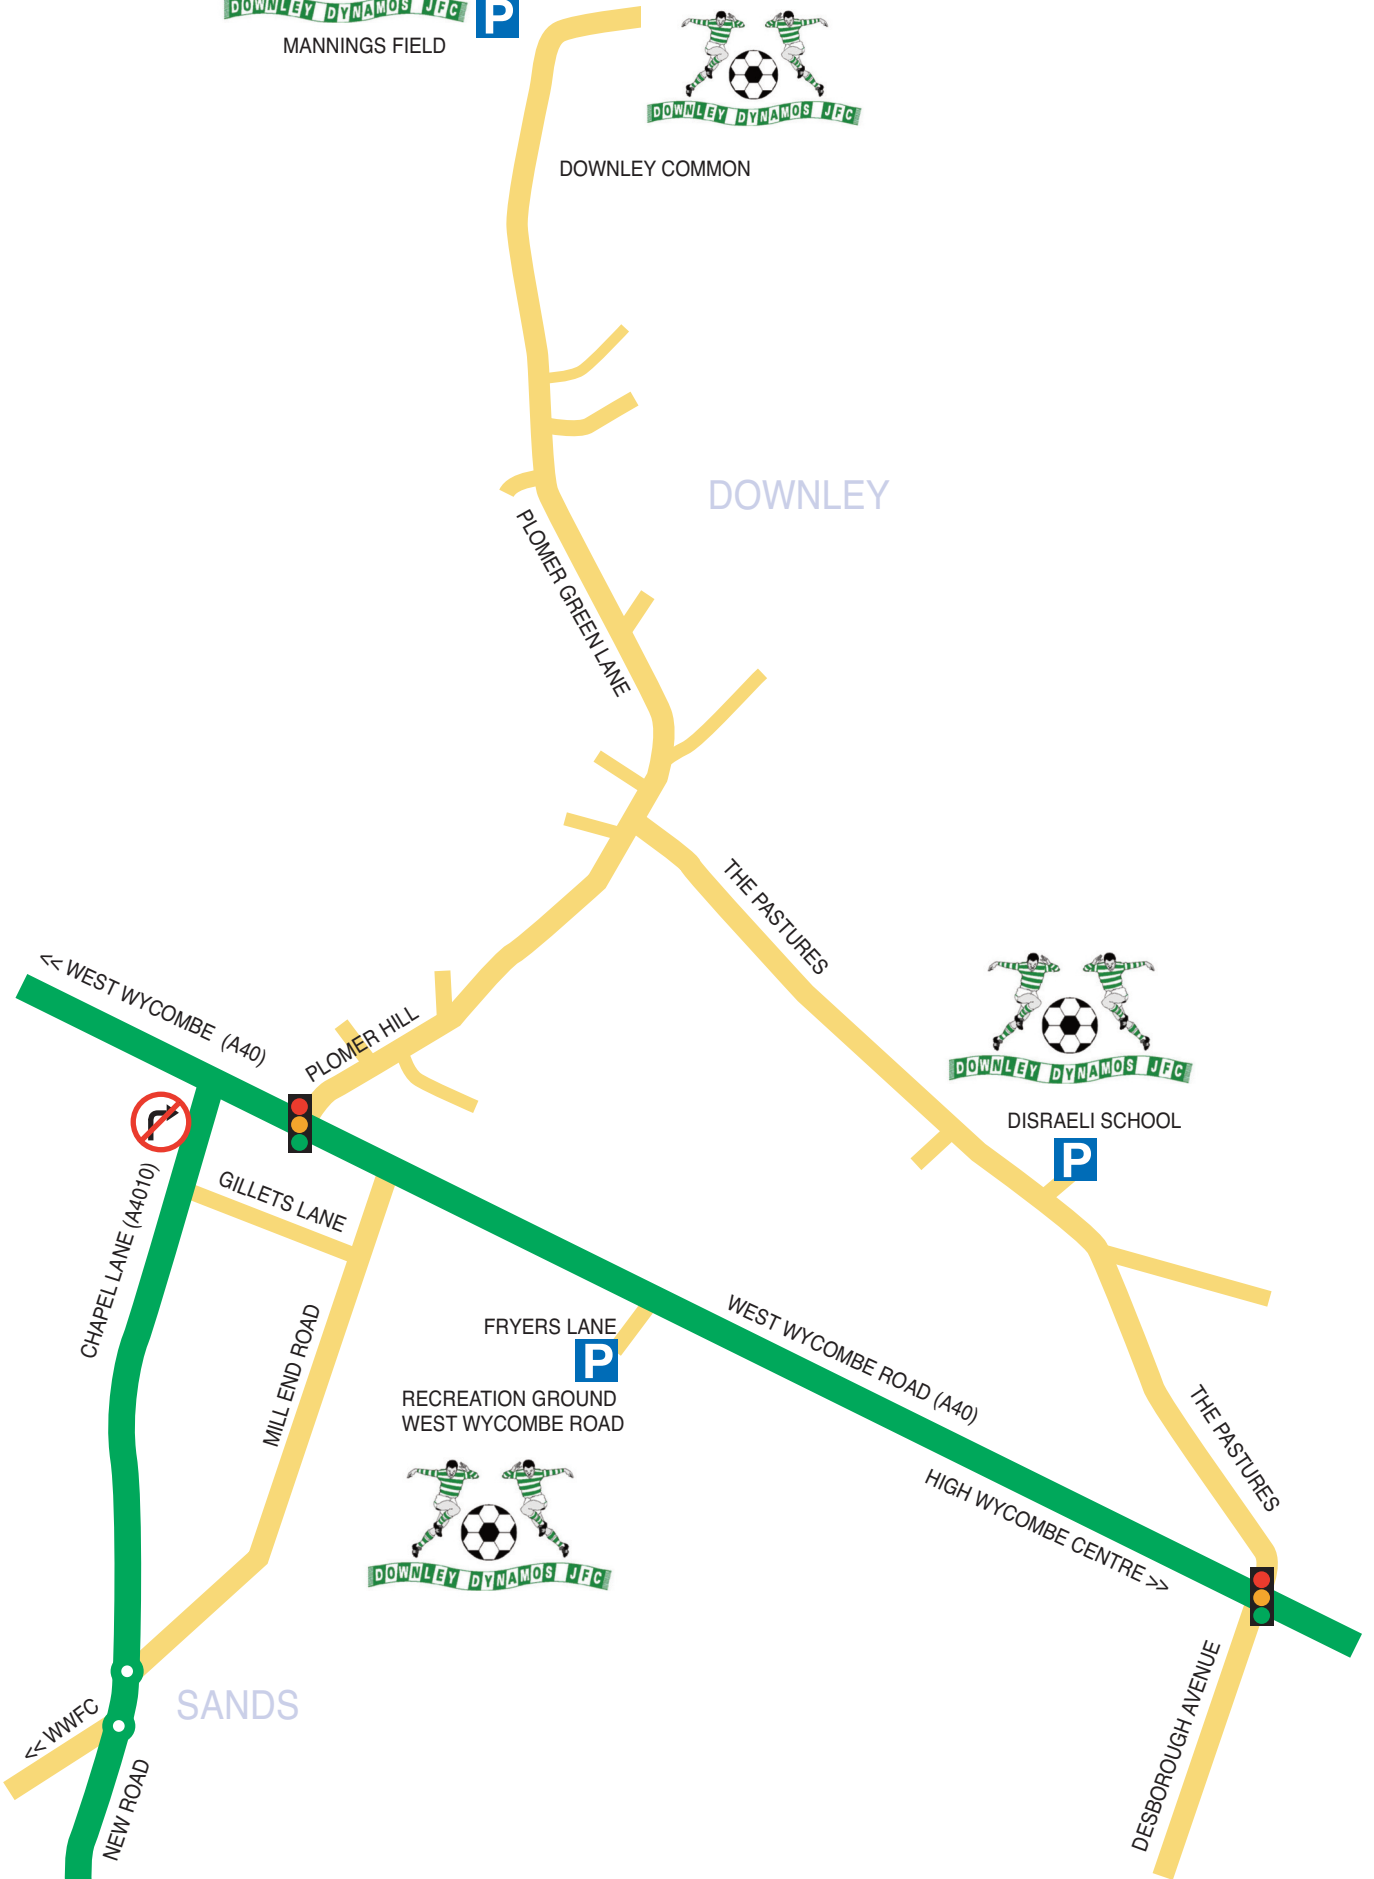 DOWNLEY DYNAMOS JFC
P
MANNINGS FIELD
DOWNLEY DYNAMOS JFC
DOWNLEY COMMON
DOWNLEY
PLOMER GREEN LANE
THE PASTURES
<< WEST WYCOMBE (A40)
PLOMER HILL
DOWNLEY DYNAMOS JFC
DISRAELI SCHOOL
P
GILLETS LANE
CHAPEL LANE (A4010)
MILL END ROAD
FRYERS LANE
P
RECREATION GROUND
WEST WYCOMBE ROAD
WEST WYCOMBE ROAD (A40)
THE PASTURES
HIGH WYCOMBE CENTRE >>
DOWNLEY DYNAMOS JFC
SANDS
<< WWFC
NEW ROAD
DESBOROUGH AVENUE